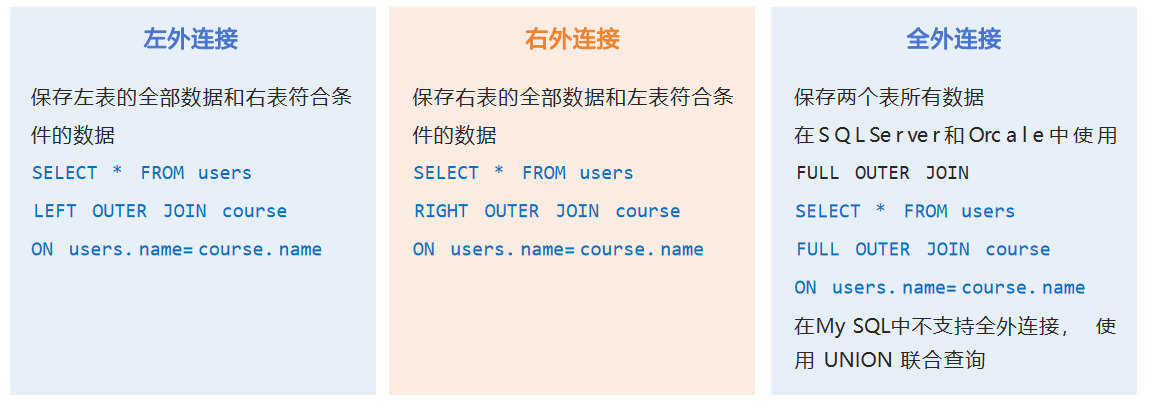 左外连接
保存左表的全部数据和右表符合条
件的数据
SELECT * FROM users
LEFT OUTER JOIN course
ON users.name=course.name
右外连接
保存右表的全部数据和左表符合条
件的数据
SELECT * FROM users
RIGHT OUTER JOIN course
ON users.name=course.name
全外连接
保存两个表所有数据
在SQLServer和Orcale中使用
FULL OUTER JOIN
SELECT * FROM users
FULL OUTER JOIN course
ON users.name=course.name
在My SQL中不支持全外连接， 使
用 UNION 联合查询